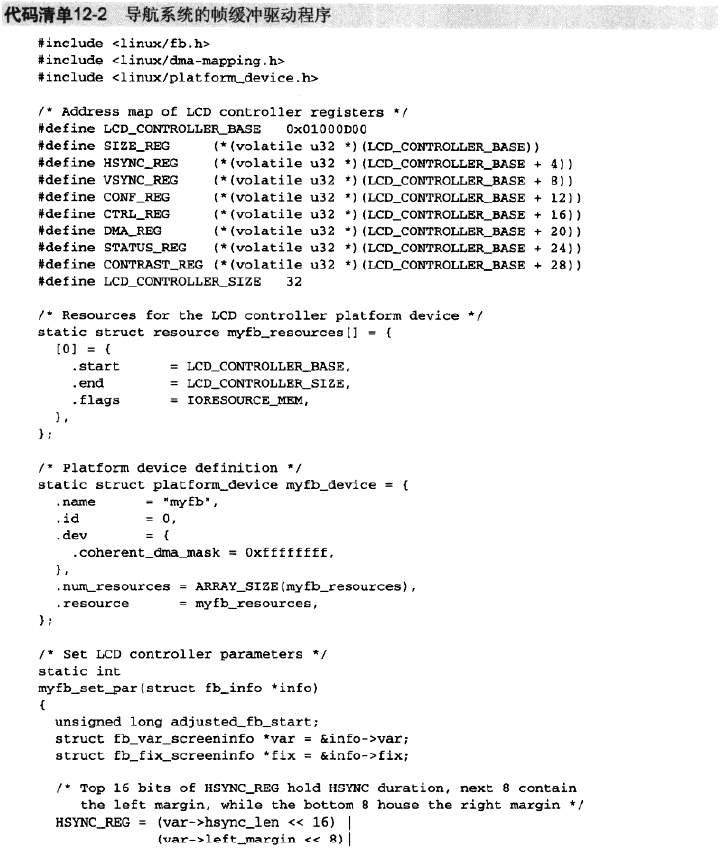 代码清单12-2 导航系统的帧缓冲驱动程序
#include <linux/fb.h>
#include <linux/dma-mapping.h>
#include <linux/platform_device.h>
/* Address map of LCD controller registers */
#define LCD_CONTROLLER_BASE 0x01000D00
#define SIZE_REG (*(volatile u32 *)(LCD_CONTROLLER_BASE))
#define HSYNC_REG (*(volatile u32 *)(LCD_CONTROLLER_BASE + 4))
#define VSYNC_REG (*(volatile u32 *)(LCD_CONTROLLER_BASE + 8))
#define CONF_REG (*(volatile u32 *)(LCD_CONTROLLER_BASE + 12))
#define CTRL_REG (*(volatile u32 *)(LCD_CONTROLLER_BASE + 16))
#define DMA_REG (*(volatile u32 *)(LCD_CONTROLLER_BASE + 20))
#define STATUS_REG (*(volatile u32 *)(LCD_CONTROLLER_BASE + 24))
#define CONTRAST_REG (*(volatile u32 *)(LCD_CONTROLLER_BASE + 28))
#define LCD_CONTROLLER_SIZE 32
/* Resources for the LCD controller platform device */
static struct resource myfb_resources[] = {
[0] = {
.start = LCD_CONTROLLER_BASE,
.end = LCD_CONTROLLER_SIZE,
.flags = IORESOURCE_MEM,
},
};
/* Platform device definition */
static struct platform_device myfb_device = {
.name = "myfb",
.id = 0,
.dev = {
.coherent_dma_mask = 0xffffffff,
},
.num_resources = ARRAY_SIZE(myfb_resources),
.resource = myfb_resources,
};
/* Set LCD controller parameters */
static int
myfb_set_par(struct fb_info *info)
{
unsigned long adjusted_fb_start;
struct fb_var_screeninfo *var = &info->var;
struct fb_fix_screeninfo *fix = &info->fix;
/* Top 16 bits of HSYNC_REG hold HSYNC duration, next 8 contain
the left margin, while the bottom 8 house the right margin */
HSYNC_REG = (var->hsync_len << 16) |
(var->left_margin << 8)|